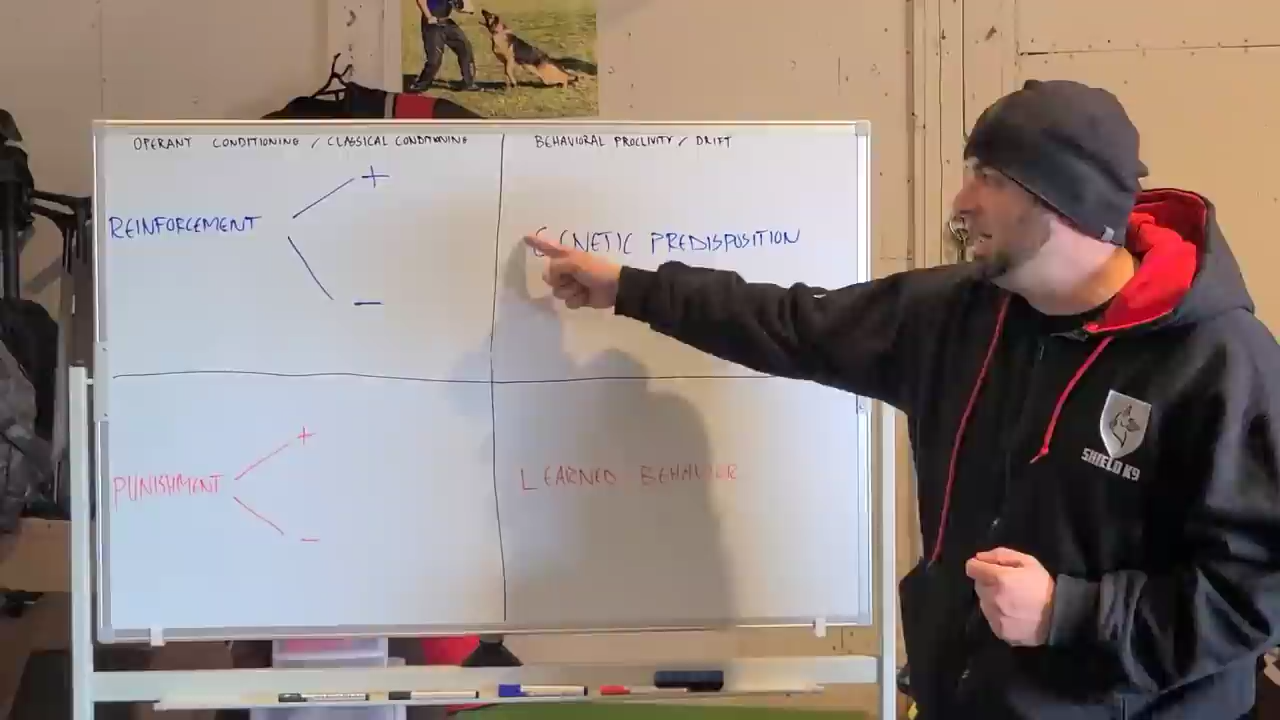 OPERANT CONDITIONING / CLASSICAL CONDITIONING
BEHAVIORAL PROCLIVITY / DRIFT
REINFORCEMENT
+
−
GENETIC PREDISPOSITION
PUNISHMENT
+
−
LEARNED BEHAVIOR
SHIELD K9